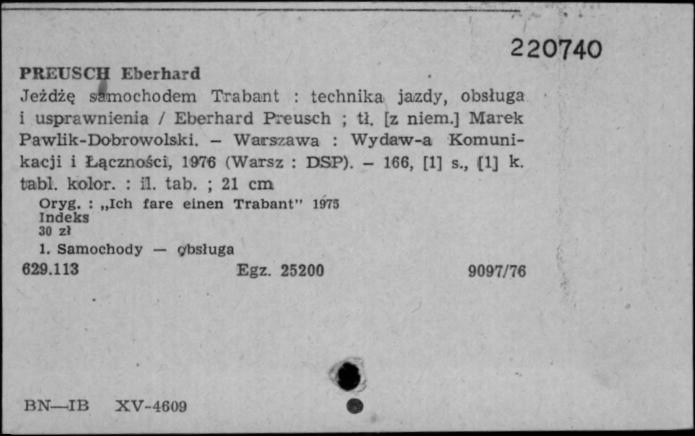 220740
PREUSCH Eberhard
Jeżdżę samochodem Trabant : technika jazdy, obsługa
i usprawnienia / Eberhard Preusch ; tł. [z niem.] Marek
Pawlik-Dobrowolski. – Warszawa : Wydaw-a Komuni-
kacji i Łączności, 1976 (Warsz : DSP). – 166, [1] s., [1] k.
tabl. kolor. : il. tab. ; 21 cm
Oryg. : „Ich fare einen Trabant” 1975
Indeks
30 zł
1. Samochody — obsługa
629.113 Egz. 25200 9097/76
BN—IB XV-4609